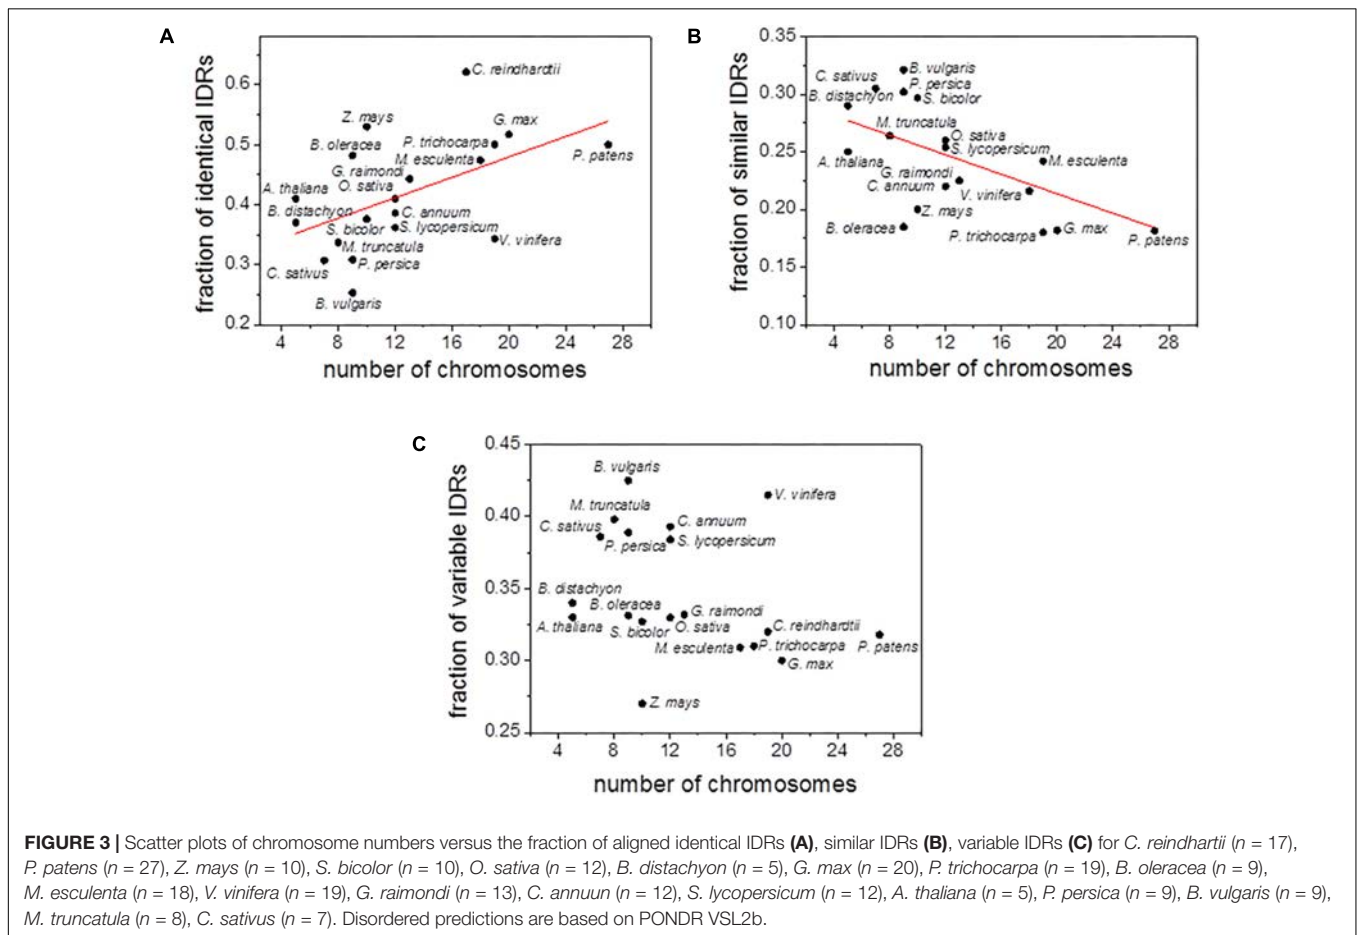 A
fraction of identical IDRs
0.6
0.5
0.4
0.3
0.2
C. reindhardtii
Z. mays
G. max
B. oleracea
P. trichocarpa
M. esculenta
P. patens
G. raimondi
A. thaliana
O. sativa
B. distachyon
C. annuum
S. bicolor
S. lycopersicum
V. vinifera
M. truncatula
P. persica
C. sativus
B. vulgaris
4 8 12 16 20 24 28
number of chromosomes
B
fraction of similar IDRs
0.35
0.30
0.25
0.20
0.15
0.10
B. vulgaris
C. sativus
P. persica
B. distachyon
S. bicolor
M. truncatula
O. sativa
S. lycopersicum
A. thaliana
M. esculenta
G. raimondi
C. annuum
V. vinifera
Z. mays
B. oleracea
P. trichocarpa
G. max
P. patens
4 8 12 16 20 24 28
number of chromosomes
C
fraction of variable IDRs
0.45
0.40
0.35
0.30
0.25
B. vulgaris
V. vinifera
M. truncatula
C. sativus
C. annuum
P. persica
S. lycopersicum
B. distachyon
B. oleracea
G. raimondi
A. thaliana
S. bicolor
O. sativa
C. reindhardtii
M. esculenta
P. trichocarpa
P. patens
G. max
Z. mays
4 8 12 16 20 24 28
number of chromosomes
FIGURE 3 | Scatter plots of chromosome numbers versus the fraction of aligned identical IDRs (A), similar IDRs (B), variable IDRs (C) for C. reindhartii (n = 17),
P. patens (n = 27), Z. mays (n = 10), S. bicolor (n = 10), O. sativa (n = 12), B. distachyon (n = 5), G. max (n = 20), P. trichocarpa (n = 19), B. oleracea (n = 9),
M. esculenta (n = 18), V. vinifera (n = 19), G. raimondi (n = 13), C. annuun (n = 12), S. lycopersicum (n = 12), A. thaliana (n = 5), P. persica (n = 9), B. vulgaris (n = 9),
M. truncatula (n = 8), C. sativus (n = 7). Disordered predictions are based on PONDR VSL2b.